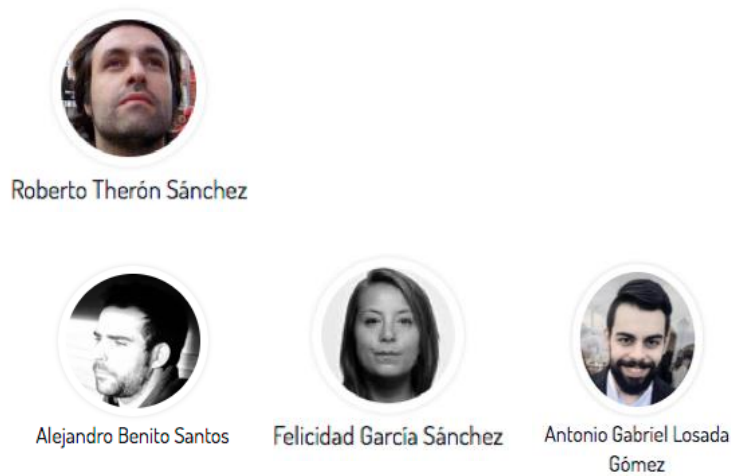 Roberto Therón Sánchez
Alejandro Benito Santos
Felicidad García Sánchez
Antonio Gabriel Losada
Gómez